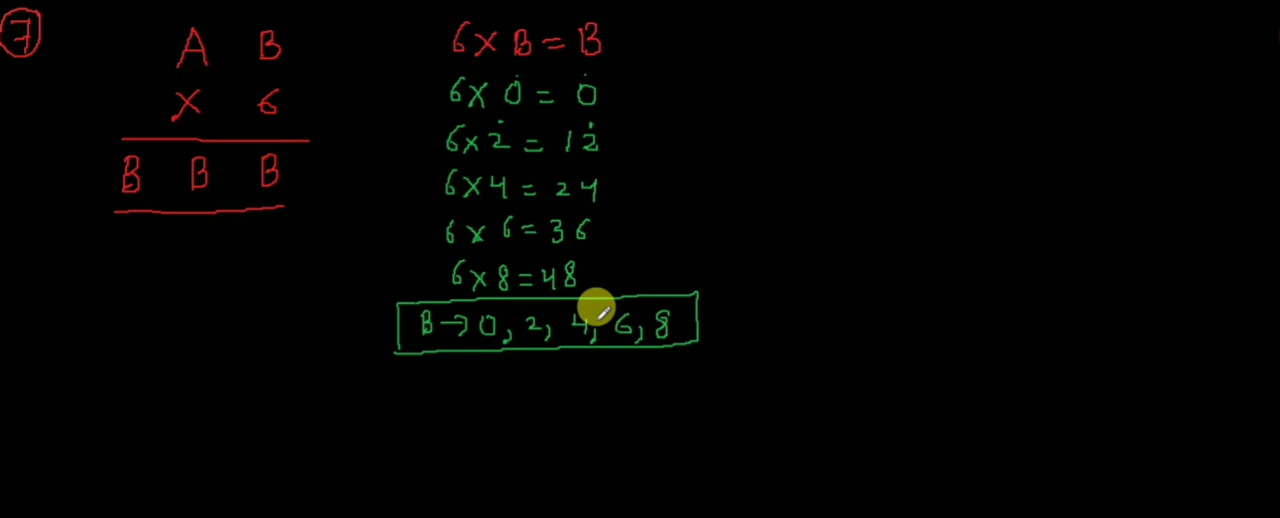 7
A B
× 6
B B B
6 × B = B
6 × 0 = 0
6 × 2 = 12
6 × 4 = 24
6 × 6 = 36
6 × 8 = 48
B → 0, 2, 4, 6, 8